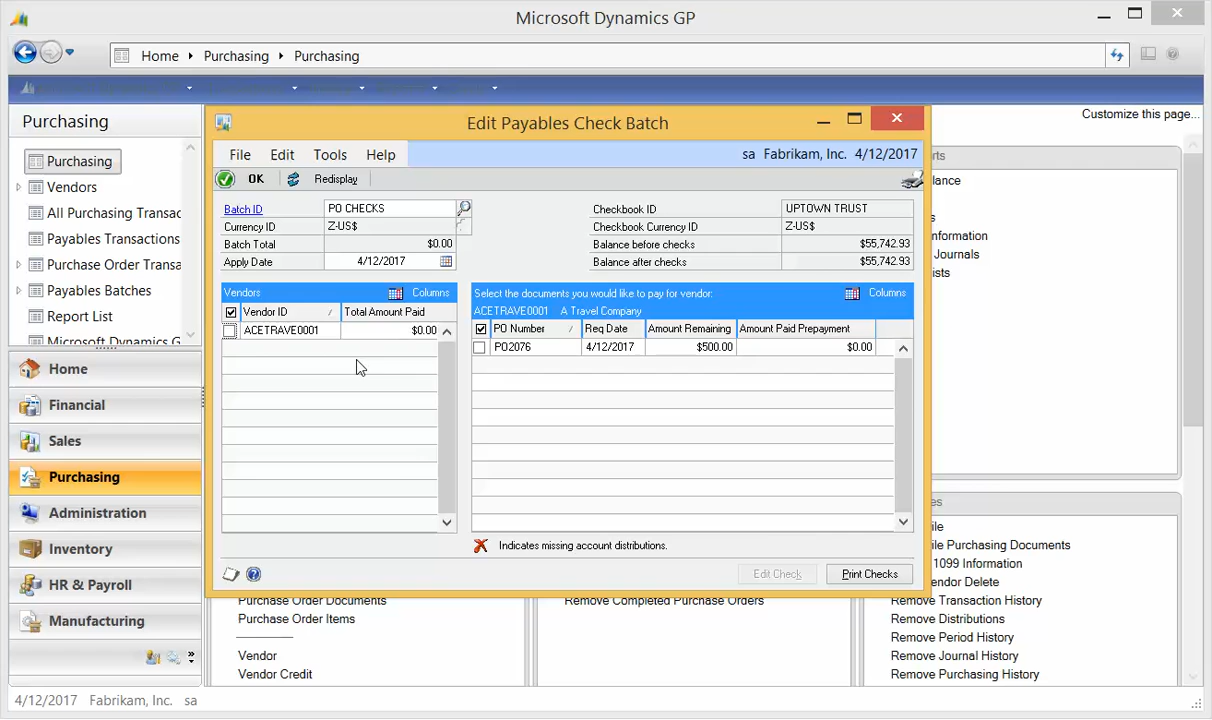 Microsoft Dynamics GP
Home Purchasing Purchasing
Customize this page...
Purchasing
Purchasing
Vendors
All Purchasing Transac
Payables Transactions
Purchase Order Transa
Payables Batches
Report List
Microsoft Dynamics G
Home
Financial
Sales
Purchasing
Administration
Inventory
HR & Payroll
Manufacturing
Edit Payables Check Batch
File Edit Tools Help
sa Fabrikam, Inc. 4/12/2017
OK Redisplay
Batch ID PO CHECKS
Currency ID Z-US$
Batch Total $0.00
Apply Date 4/12/2017
Checkbook ID UPTOWN TRUST
Checkbook Currency ID Z-US$
Balance before checks $55,742.93
Balance after checks $55,742.93
Vendors Columns
Vendor ID Total Amount Paid
ACETRAVE0001 $0.00
Select the documents you would like to pay for vendor: Columns
ACETRAVE0001 A Travel Company
PO Number Req Date Amount Remaining Amount Paid Prepayment
PO2076 4/12/2017 $500.00 $0.00
Indicates missing account distributions.
Edit Check Print Checks
rts
lance
nformation
Journals
ists
Purchase Order Documents
Purchase Order Items
Vendor
Vendor Credit
Remove Completed Purchase Orders
es
ile
ile Purchasing Documents
1099 Information
endor Delete
Remove Transaction History
Remove Distributions
Remove Period History
Remove Journal History
Remove Purchasing History
4/12/2017 Fabrikam, Inc. sa